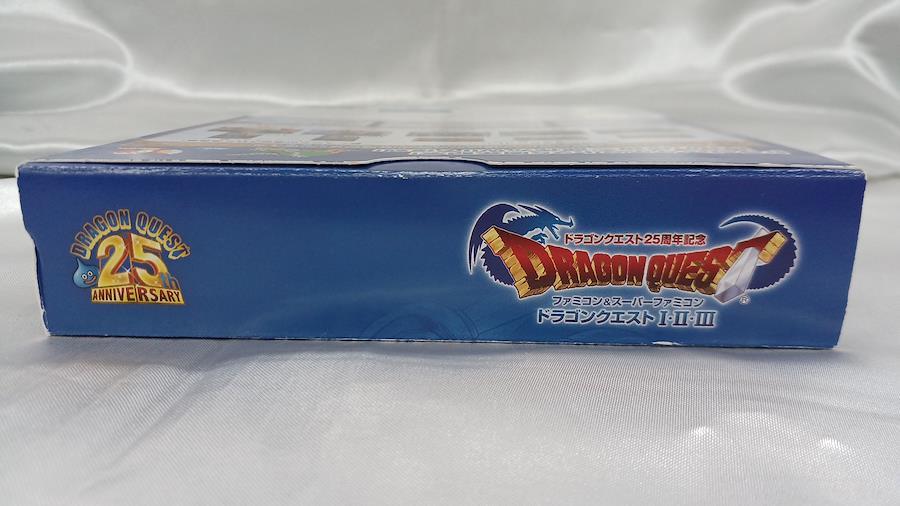 DRAGON QUEST
25th
ANNIVERSARY
ドラゴンクエスト25周年記念
DRAGON QUEST
®
ファミコン&スーパーファミコン
ドラゴンクエストⅠ・Ⅱ・Ⅲ